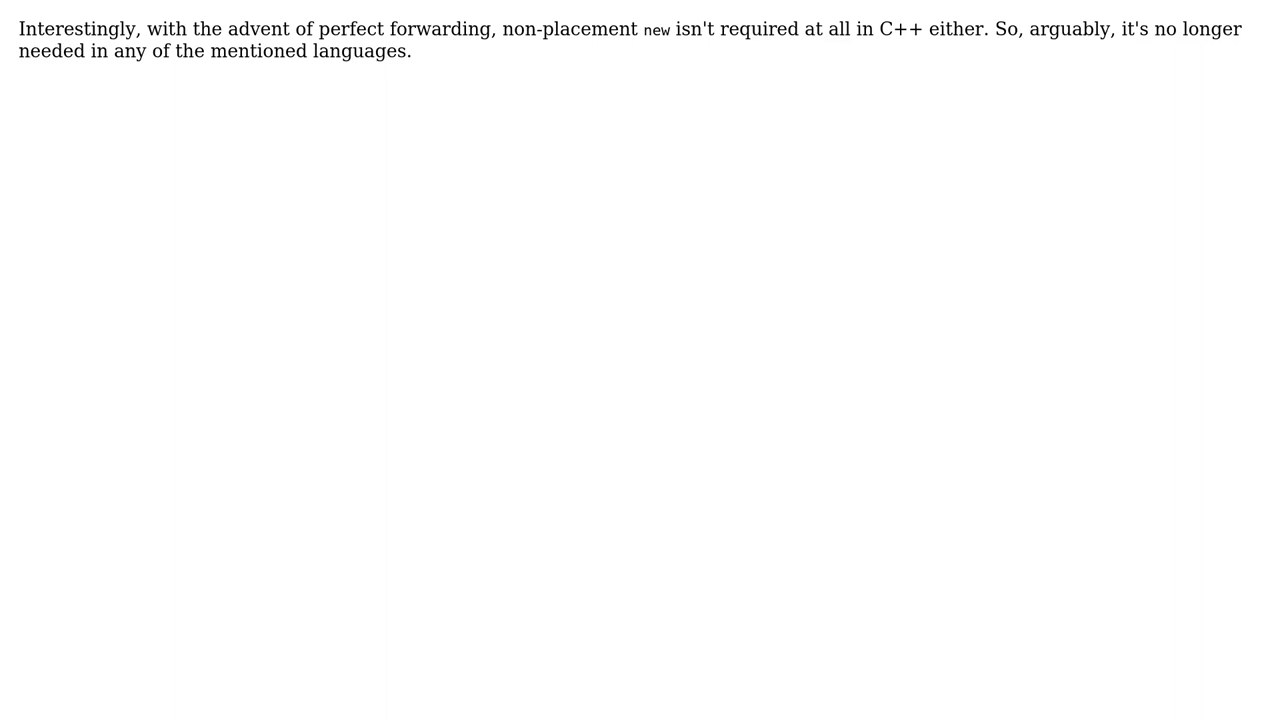 Interestingly, with the advent of perfect forwarding, non-placement new isn't required at all in C++ either. So, arguably, it's no longer
needed in any of the mentioned languages.